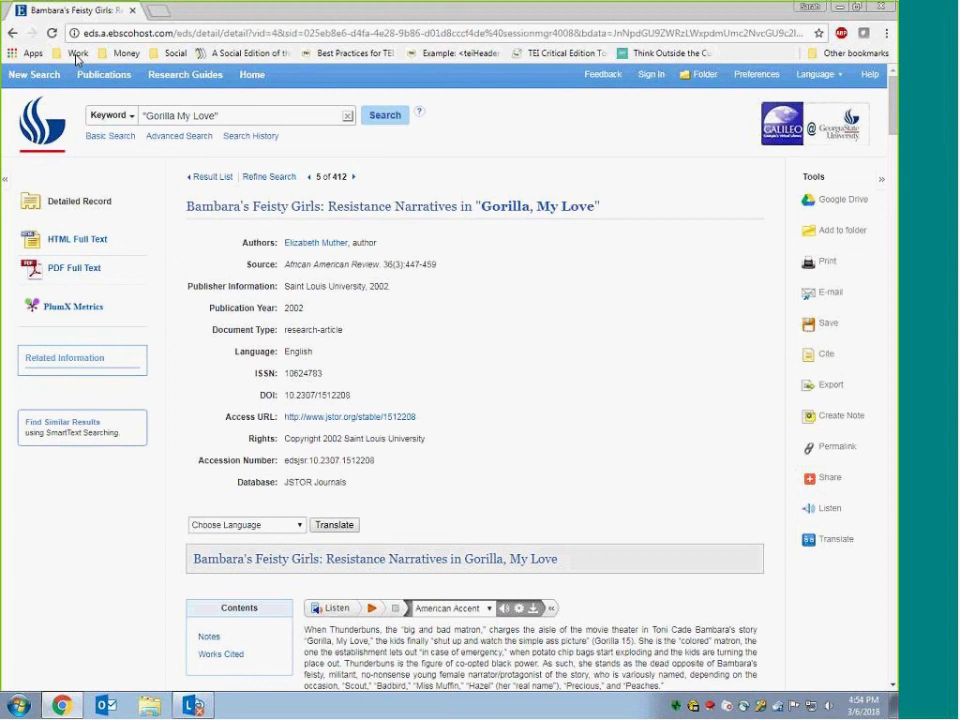 Bambara's Feisty Girls: Re
Sarah
eds.a.ebscohost.com/eds/detail/detail?vid=4&sid=025eb8e6-d4fa-4e28-9b86-d01d8cccf4de%40sessionmgr4008&bdata=JnNpdGU9ZWRzLWxpdmUmc2NvcGU9c2l...
Apps Work Money Social A Social Edition of th Best Practices for TEI Example: <teiHeader TEI Critical Edition To Think Outside the Cu Other bookmarks
New Search Publications Research Guides Home Feedback Sign In Folder Preferences Language Help
Keyword "Gorilla My Love" Search ?
Basic Search Advanced Search Search History
GALILEO @ GeorgiaState University
Result List Refine Search 5 of 412
Tools
Detailed Record
HTML Full Text
PDF Full Text
PlumX Metrics
Related Information
Find Similar Results
using SmartText Searching.
Bambara's Feisty Girls: Resistance Narratives in "Gorilla, My Love"
Authors: Elizabeth Muther, author
Source: African American Review. 36(3):447-459
Publisher Information: Saint Louis University, 2002.
Publication Year: 2002
Document Type: research-article
Language: English
ISSN: 10624783
DOI: 10.2307/1512208
Access URL: http://www.jstor.org/stable/1512208
Rights: Copyright 2002 Saint Louis University
Accession Number: edsjsr.10.2307.1512208
Database: JSTOR Journals
Choose Language Translate
Bambara's Feisty Girls: Resistance Narratives in Gorilla, My Love
Contents
Notes
Works Cited
Listen American Accent
When Thunderbuns, the "big and bad matron," charges the aisle of the movie theater in Toni Cade Bambara's story
"Gorilla, My Love," the kids finally "shut up and watch the simple ass picture" (Gorilla 15). She is the "colored" matron, the
one the establishment lets out "in case of emergency," when potato chip bags start exploding and the kids are turning the
place out. Thunderbuns is the figure of co-opted black power. As such, she stands as the dead opposite of Bambara's
feisty, militant, no-nonsense young female narrator/protagonist of the story, who is variously named, depending on the
occasion, "Scout," "Badbird," "Miss Muffin," "Hazel" (her "real name"), "Precious," and "Peaches."
Google Drive
Add to folder
Print
E-mail
Save
Cite
Export
Create Note
Permalink
Share
Listen
Translate
4:54 PM
3/6/2018